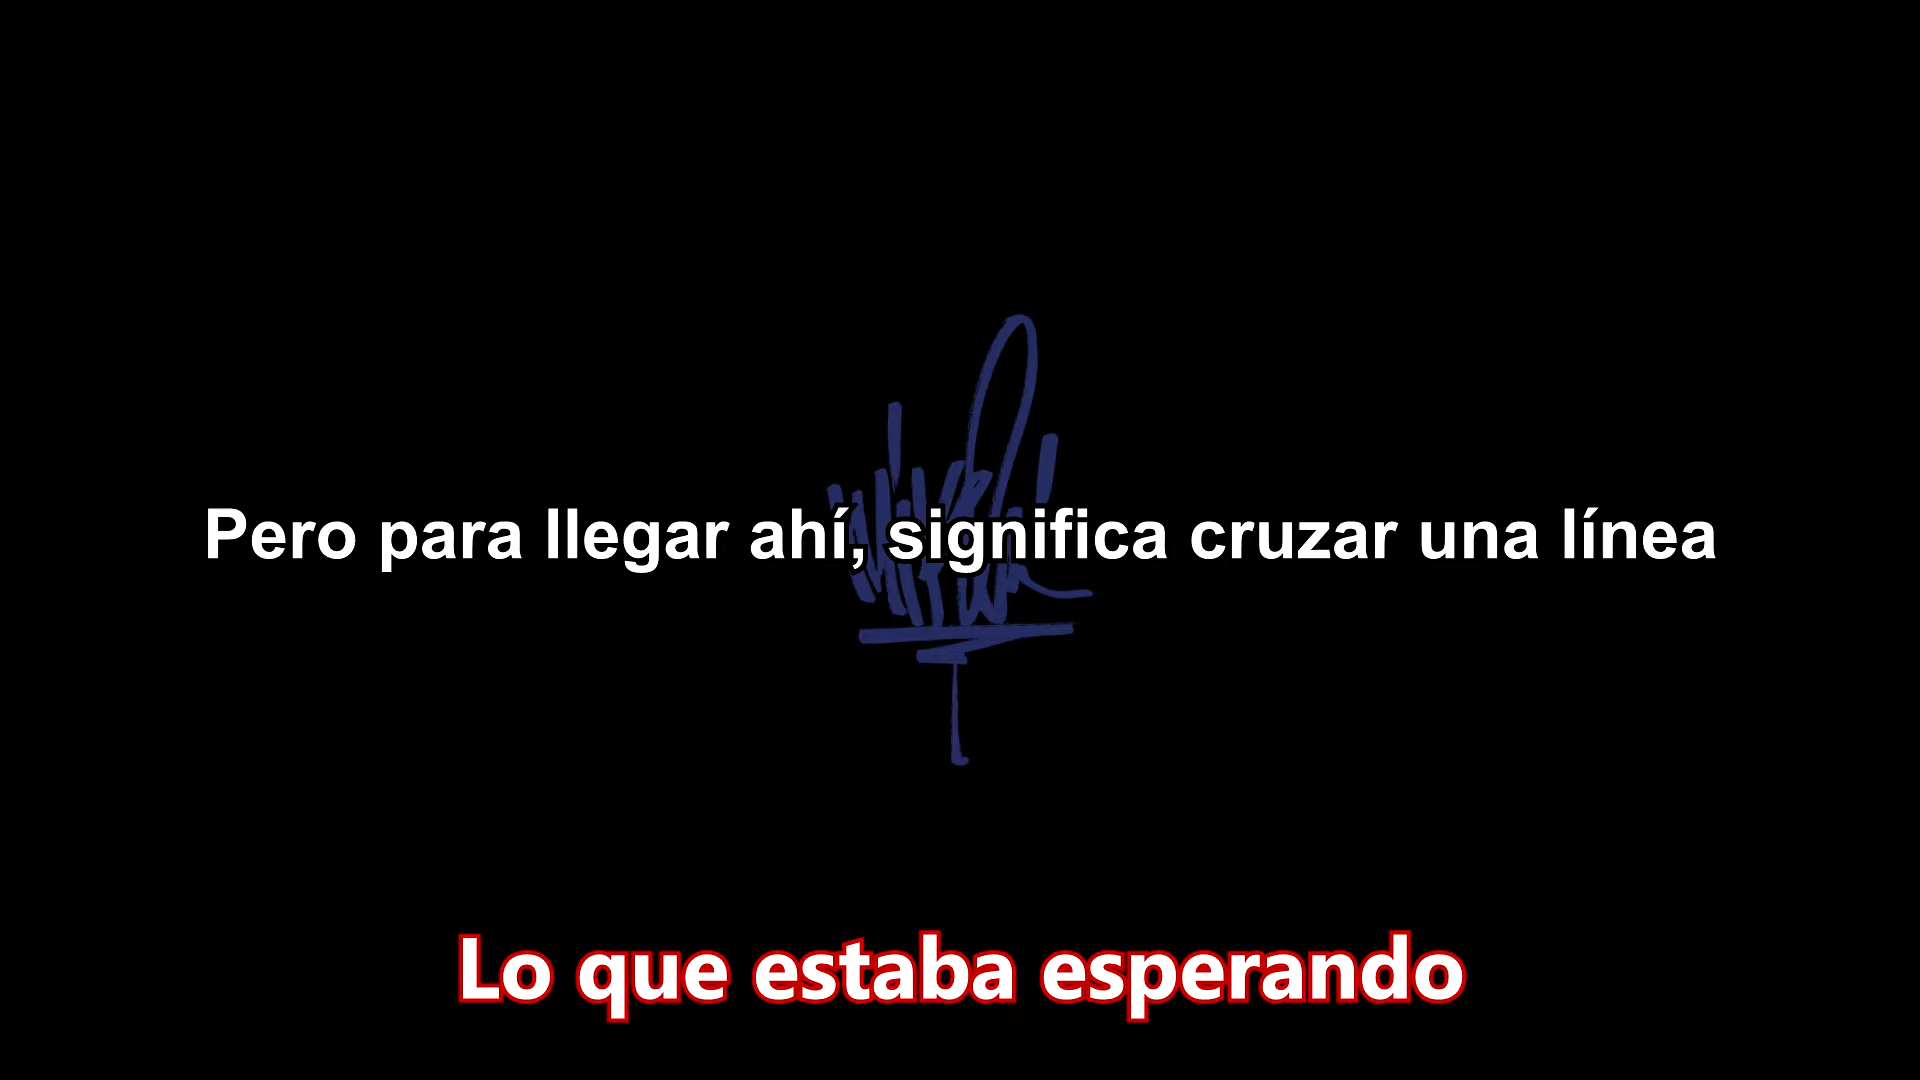 Pero para llegar ahí, significa cruzar una línea
Lo que estaba esperando